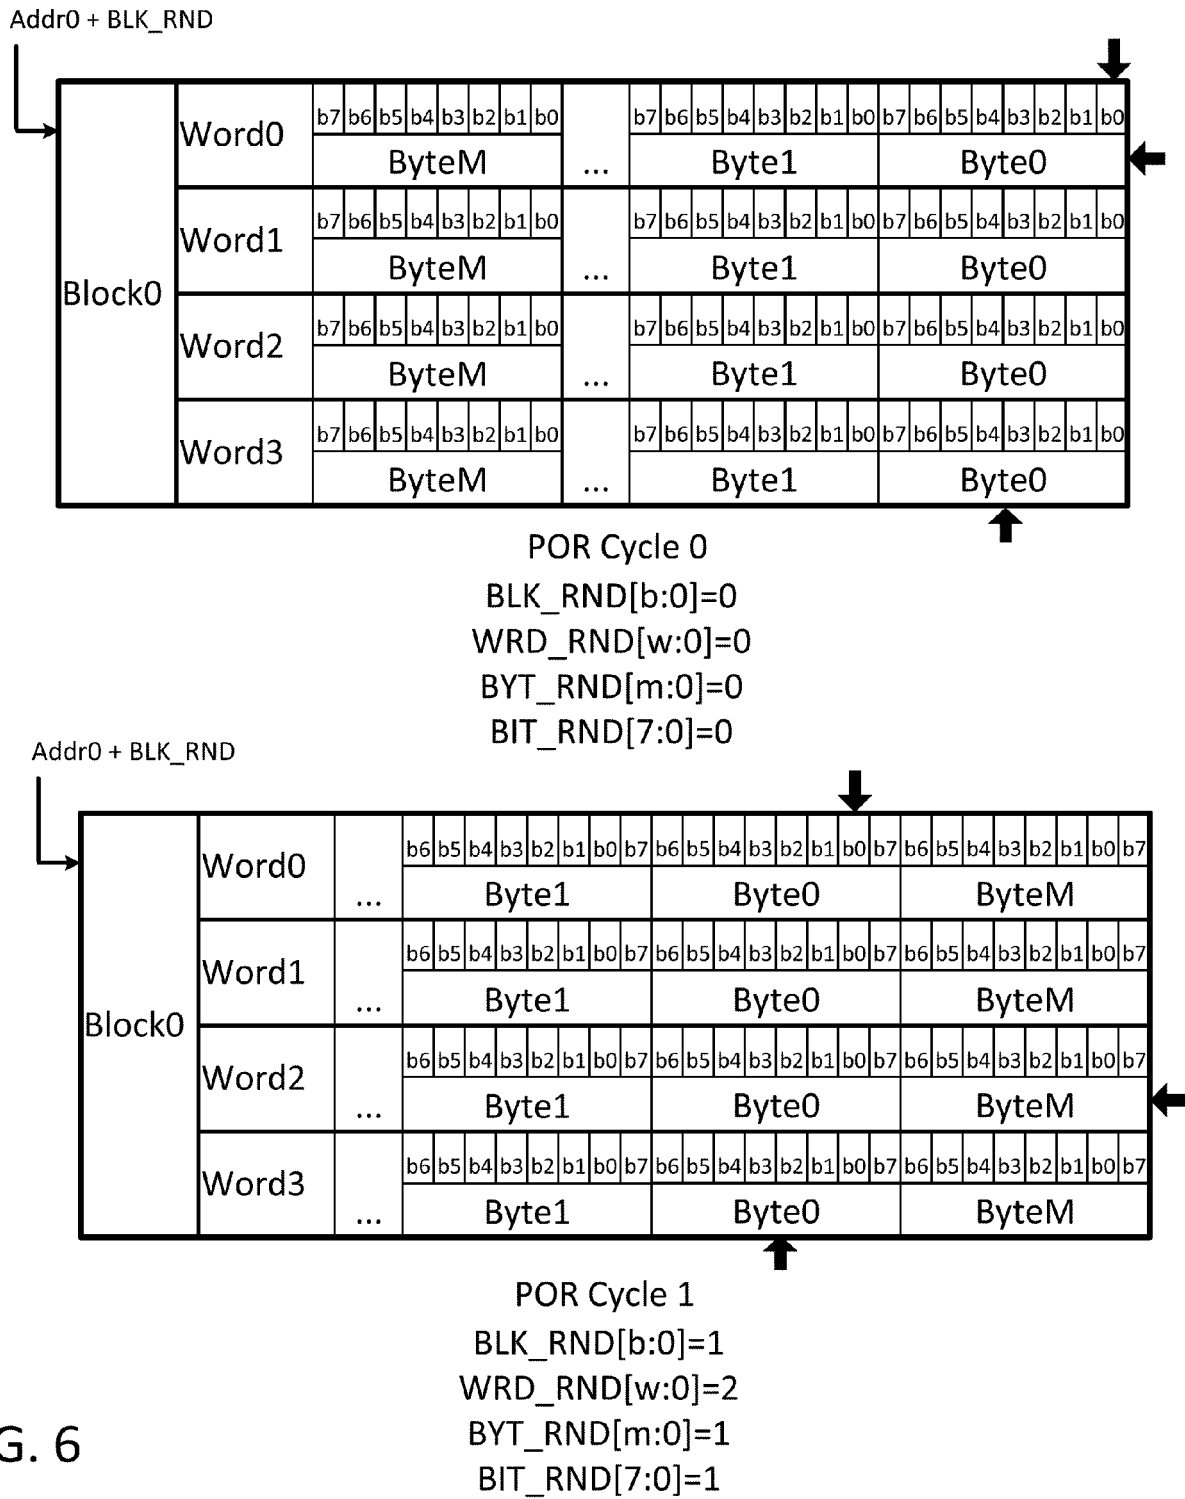 Addr0 + BLK_RND
b7 b6 b5 b4 b3 b2 b1 b0 b7 b6 b5 b4 b3 b2 b1 b0 b7 b6 b5 b4 b3 b2 b1 b0
Word0
ByteM ... Byte1 Byte0
b7 b6 b5 b4 b3 b2 b1 b0 b7 b6 b5 b4 b3 b2 b1 b0 b7 b6 b5 b4 b3 b2 b1 b0
Word1
ByteM ... Byte1 Byte0
Block0
b7 b6 b5 b4 b3 b2 b1 b0 b7 b6 b5 b4 b3 b2 b1 b0 b7 b6 b5 b4 b3 b2 b1 b0
Word2
ByteM ... Byte1 Byte0
b7 b6 b5 b4 b3 b2 b1 b0 b7 b6 b5 b4 b3 b2 b1 b0 b7 b6 b5 b4 b3 b2 b1 b0
Word3
ByteM ... Byte1 Byte0
POR Cycle 0
BLK_RND[b:0]=0
WRD_RND[w:0]=0
BYT_RND[m:0]=0
BIT_RND[7:0]=0
Addr0 + BLK_RND
b6 b5 b4 b3 b2 b1 b0 b7 b6 b5 b4 b3 b2 b1 b0 b7 b6 b5 b4 b3 b2 b1 b0 b7
Word0
... Byte1 Byte0 ByteM
b6 b5 b4 b3 b2 b1 b0 b7 b6 b5 b4 b3 b2 b1 b0 b7 b6 b5 b4 b3 b2 b1 b0 b7
Word1
... Byte1 Byte0 ByteM
Block0
b6 b5 b4 b3 b2 b1 b0 b7 b6 b5 b4 b3 b2 b1 b0 b7 b6 b5 b4 b3 b2 b1 b0 b7
Word2
... Byte1 Byte0 ByteM
b6 b5 b4 b3 b2 b1 b0 b7 b6 b5 b4 b3 b2 b1 b0 b7 b6 b5 b4 b3 b2 b1 b0 b7
Word3
... Byte1 Byte0 ByteM
POR Cycle 1
BLK_RND[b:0]=1
WRD_RND[w:0]=2
BYT_RND[m:0]=1
BIT_RND[7:0]=1
G. 6